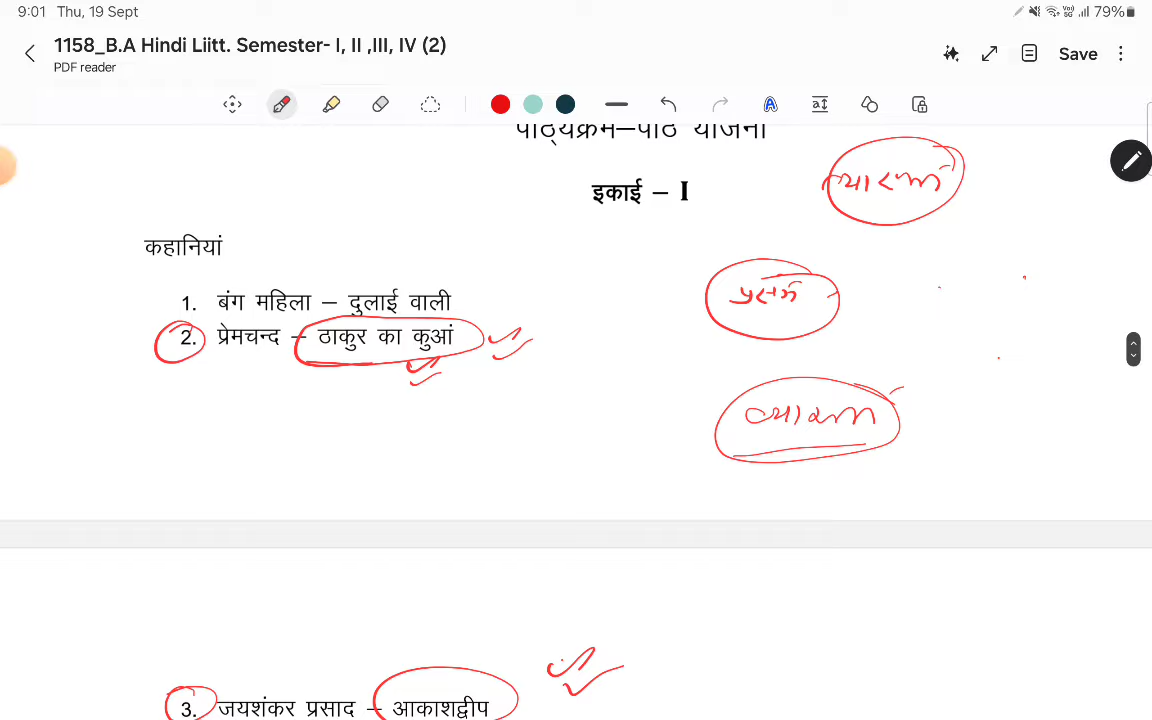 9:01 Thu, 19 Sept 79%
1158_B.A Hindi Liitt. Semester- I, II ,III, IV (2)
PDF reader
Save
पाठ्यक्रम–पाठ योजना
इकाई – I
कहानियां
1. बंग महिला – दुलाई वाली
2. प्रेमचन्द – ठाकुर का कुआं
3. जयशंकर प्रसाद – आकाशद्वीप